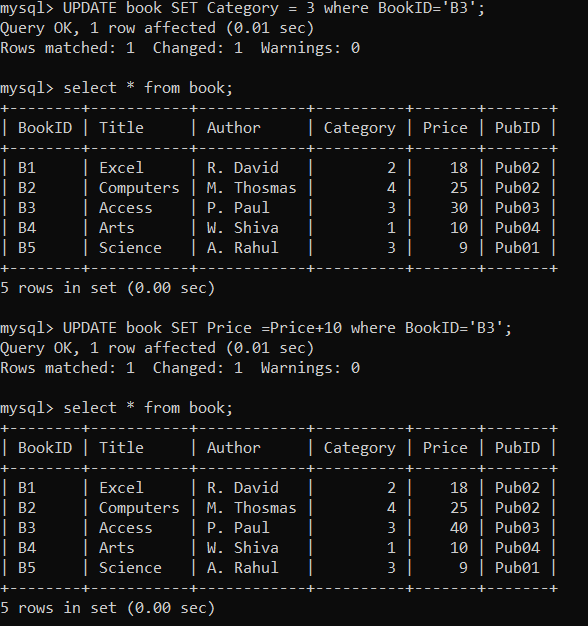 mysql> UPDATE book SET Category = 3 where BookID='B3';
Query OK, 1 row affected (0.01 sec)
Rows matched: 1  Changed: 1  Warnings: 0

mysql> select * from book;
+--------+-----------+------------+----------+-------+-------+
| BookID | Title     | Author     | Category | Price | PubID |
+--------+-----------+------------+----------+-------+-------+
| B1     | Excel     | R. David   |        2 |    18 | Pub02 |
| B2     | Computers | M. Thosmas |        4 |    25 | Pub02 |
| B3     | Access    | P. Paul    |        3 |    30 | Pub03 |
| B4     | Arts      | W. Shiva   |        1 |    10 | Pub04 |
| B5     | Science   | A. Rahul   |        3 |     9 | Pub01 |
+--------+-----------+------------+----------+-------+-------+
5 rows in set (0.00 sec)

mysql> UPDATE book SET Price =Price+10 where BookID='B3';
Query OK, 1 row affected (0.01 sec)
Rows matched: 1  Changed: 1  Warnings: 0

mysql> select * from book;
+--------+-----------+------------+----------+-------+-------+
| BookID | Title     | Author     | Category | Price | PubID |
+--------+-----------+------------+----------+-------+-------+
| B1     | Excel     | R. David   |        2 |    18 | Pub02 |
| B2     | Computers | M. Thosmas |        4 |    25 | Pub02 |
| B3     | Access    | P. Paul    |        3 |    40 | Pub03 |
| B4     | Arts      | W. Shiva   |        1 |    10 | Pub04 |
| B5     | Science   | A. Rahul   |        3 |     9 | Pub01 |
+--------+-----------+------------+----------+-------+-------+
5 rows in set (0.00 sec)